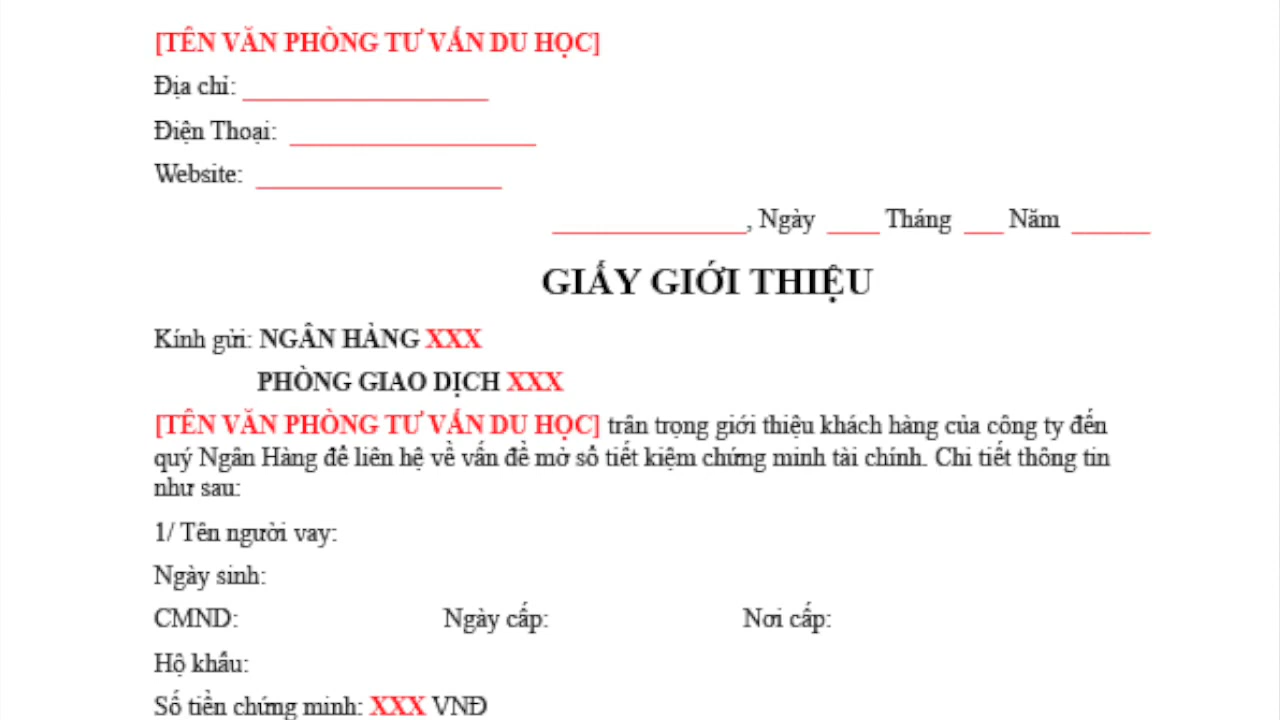 [TÊN VĂN PHÒNG TƯ VẤN DU HỌC]
Địa chỉ: ___________________
Điện Thoại: ___________________
Website: ___________________
_______________, Ngày ____ Tháng ___ Năm ______
GIẤY GIỚI THIỆU
Kính gửi: NGÂN HÀNG XXX
PHÒNG GIAO DỊCH XXX
[TÊN VĂN PHÒNG TƯ VẤN DU HỌC] trân trọng giới thiệu khách hàng của công ty đến
quý Ngân Hàng để liên hệ về vấn đề mở sổ tiết kiệm chứng minh tài chính. Chi tiết thông tin
như sau:
1/ Tên người vay:
Ngày sinh:
CMND: Ngày cấp: Nơi cấp:
Hộ khẩu:
Số tiền chứng minh: XXX VNĐ